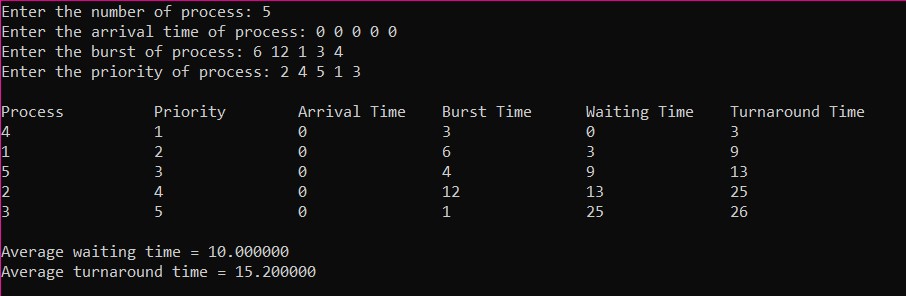 Enter the number of process: 5
Enter the arrival time of process: 0 0 0 0 0
Enter the burst of process: 6 12 1 3 4
Enter the priority of process: 2 4 5 1 3
Process Priority Arrival Time Burst Time Waiting Time Turnaround Time
4 1 0 3 0 3
1 2 0 6 3 9
5 3 0 4 9 13
2 4 0 12 13 25
3 5 0 1 25 26
Average waiting time = 10.000000
Average turnaround time = 15.200000